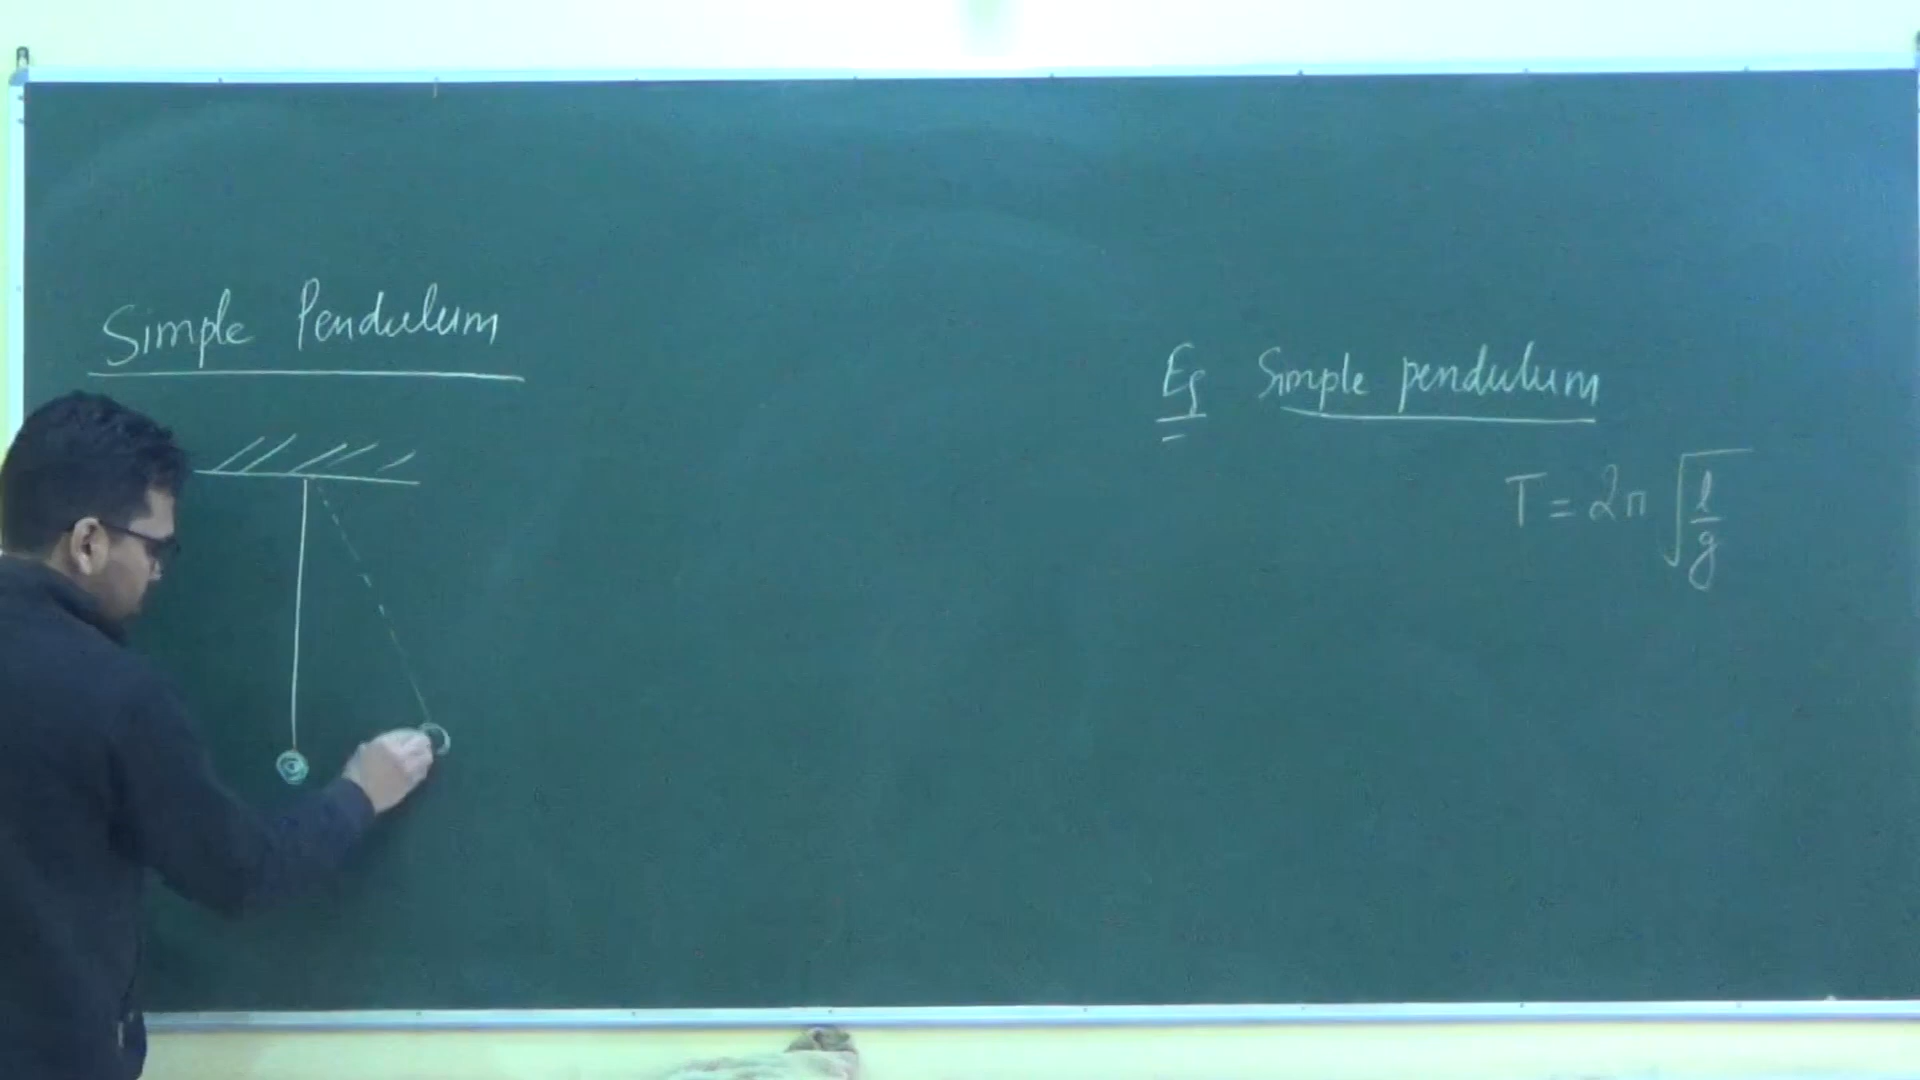 Simple Pendulum
Eg Simple pendulum
T = 2π √(l/g)